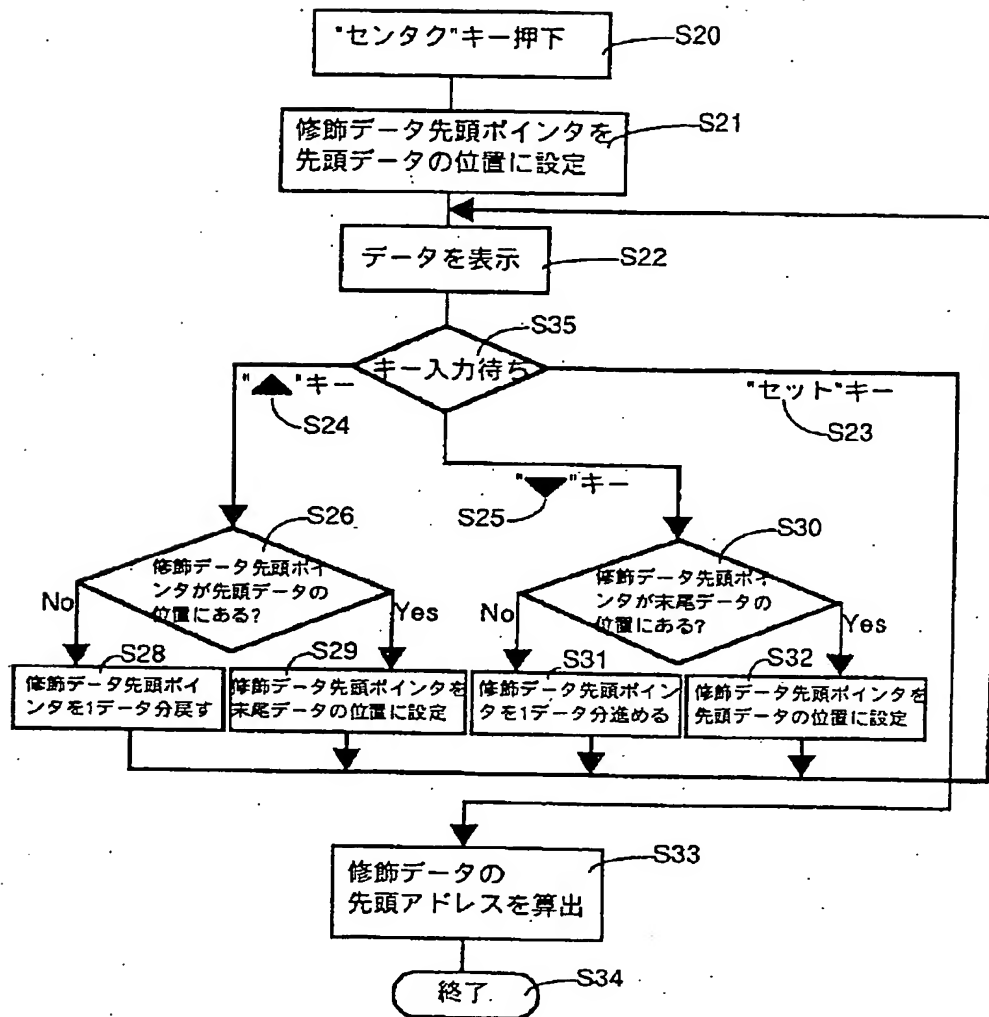 "センタク"キー押下
S20
修飾データ先頭ポインタを
先頭データの位置に設定
S21
データを表示
S22
S35
キー入力待ち
"▲"キー
S24
"セット"キー
S23
"▼"キー
S25
S26
修飾データ先頭ポイ
ンタが先頭データの
位置にある?
No
Yes
S30
修飾データ先頭ポイ
ンタが末尾データの
位置にある?
No
Yes
S28
修飾データ先頭ポイ
ンタを1データ分戻す
S29
修飾データ先頭ポインタを
末尾データの位置に設定
S31
修飾データ先頭ポイン
タを1データ分進める
S32
修飾データ先頭ポインタを
先頭データの位置に設定
S33
修飾データの
先頭アドレスを算出
終了
S34